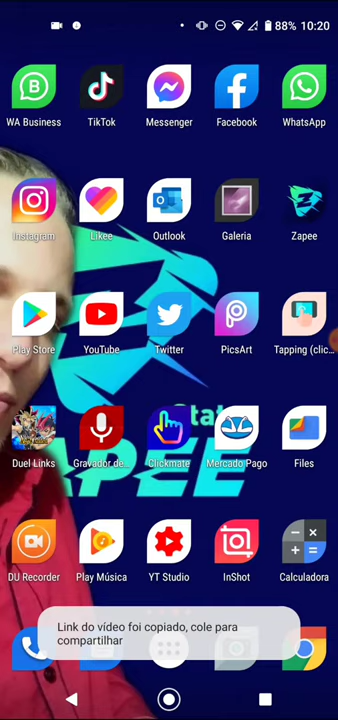 88% 10:20
WA Business TikTok Messenger Facebook WhatsApp
Instagram Likee Outlook Galeria Zapee
Play Store YouTube Twitter PicsArt Tapping (clic...
Stat
APEE
Duel Links Gravador de... Clickmate Mercado Pago Files
DU Recorder Play Música YT Studio InShot Calculadora
Link do vídeo foi copiado, cole para
compartilhar